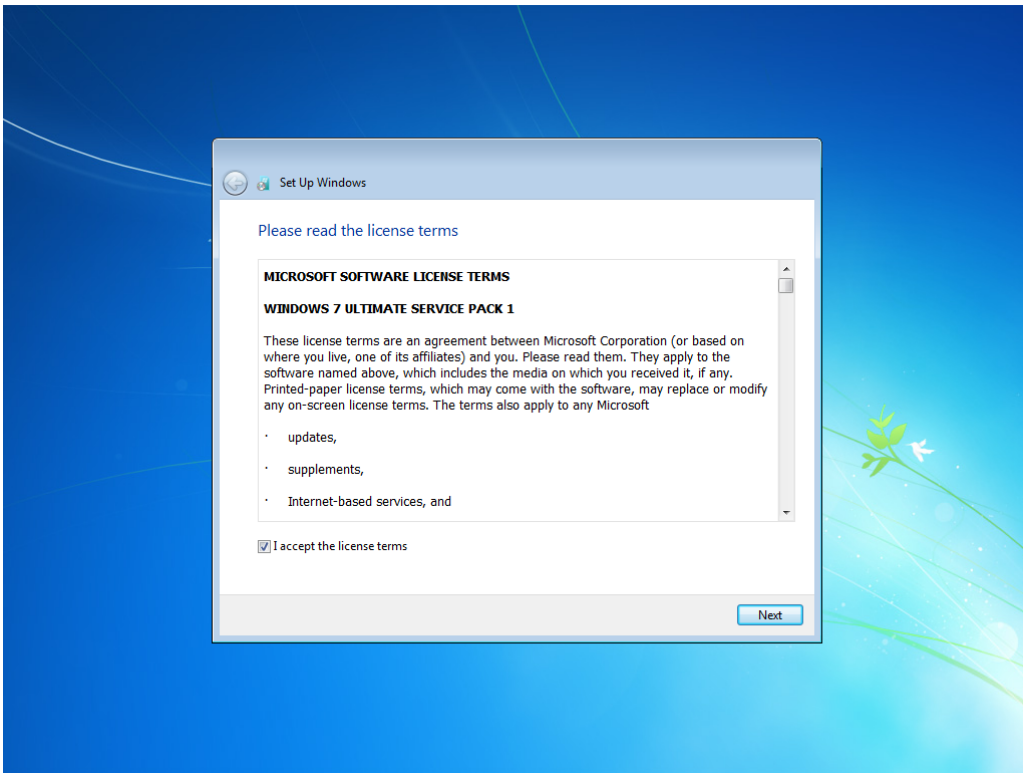 Set Up Windows
Please read the license terms
MICROSOFT SOFTWARE LICENSE TERMS
WINDOWS 7 ULTIMATE SERVICE PACK 1
These license terms are an agreement between Microsoft Corporation (or based on
where you live, one of its affiliates) and you. Please read them. They apply to the
software named above, which includes the media on which you received it, if any.
Printed-paper license terms, which may come with the software, may replace or modify
any on-screen license terms. The terms also apply to any Microsoft
· updates,
· supplements,
· Internet-based services, and
I accept the license terms
Next